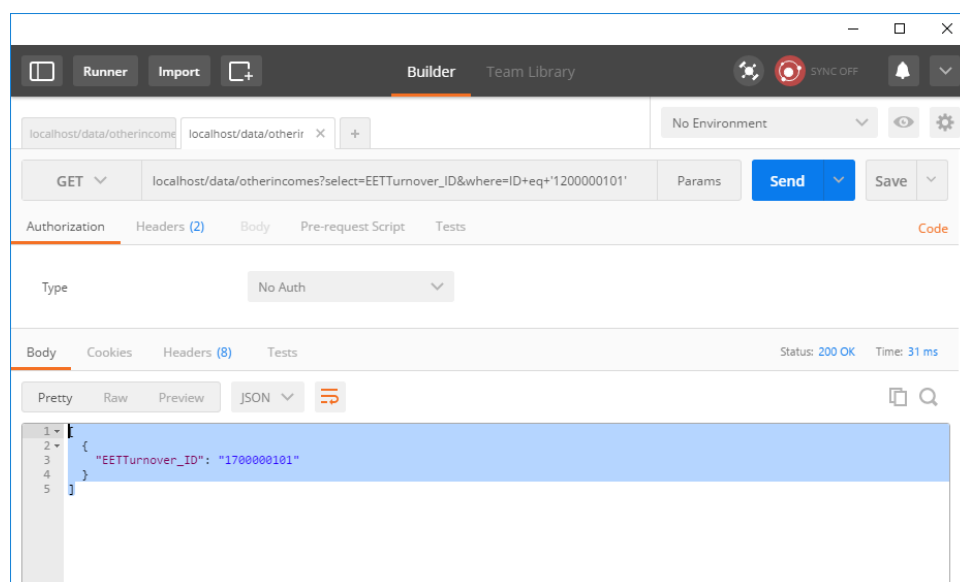 Runner Import Builder Team Library SYNC OFF
localhost/data/otherincome localhost/data/otherir × + No Environment
GET localhost/data/otherincomes?select=EETTurnover_ID&where=ID+eq+'1200000101' Params Send Save
Authorization Headers (2) Body Pre-request Script Tests Code
Type No Auth
Body Cookies Headers (8) Tests Status: 200 OK Time: 31 ms
Pretty Raw Preview JSON
1 [
2 {
3 "EETTurnover_ID": "1700000101"
4 }
5 ]